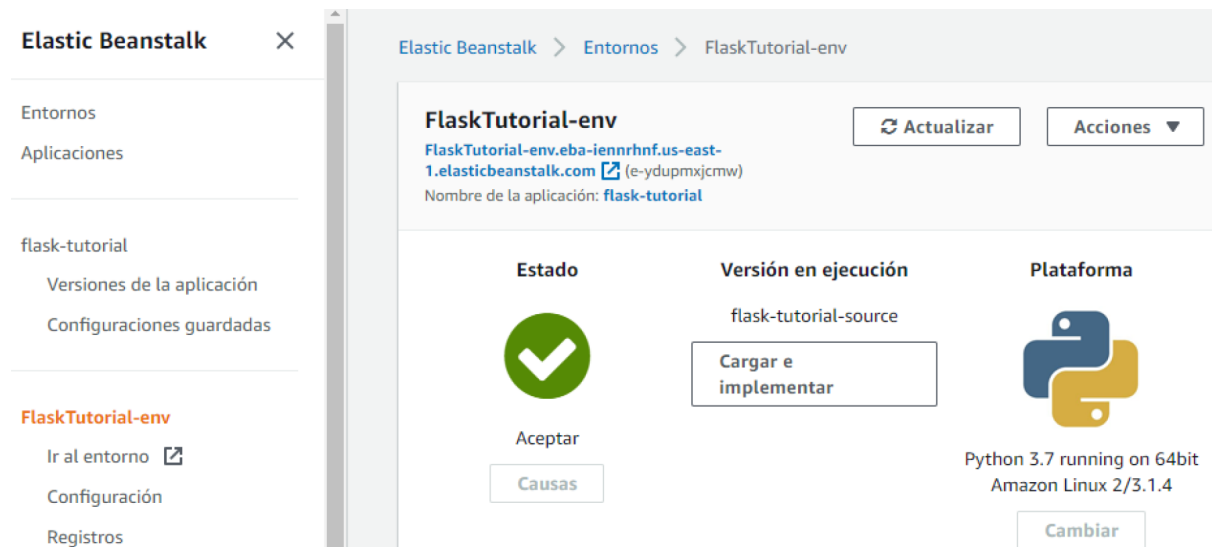 Elastic Beanstalk
Entornos
Aplicaciones
flask-tutorial
Versiones de la aplicación
Configuraciones guardadas
FlaskTutorial-env
Ir al entorno
Configuración
Registros
Elastic Beanstalk > Entornos > FlaskTutorial-env
FlaskTutorial-env
Actualizar
Acciones ▼
FlaskTutorial-env.eba-iennrhnf.us-east-
1.elasticbeanstalk.com (e-ydupmxjcmw)
Nombre de la aplicación: flask-tutorial
Estado
Aceptar
Causas
Versión en ejecución
flask-tutorial-source
Cargar e
implementar
Plataforma
Python 3.7 running on 64bit
Amazon Linux 2/3.1.4
Cambiar